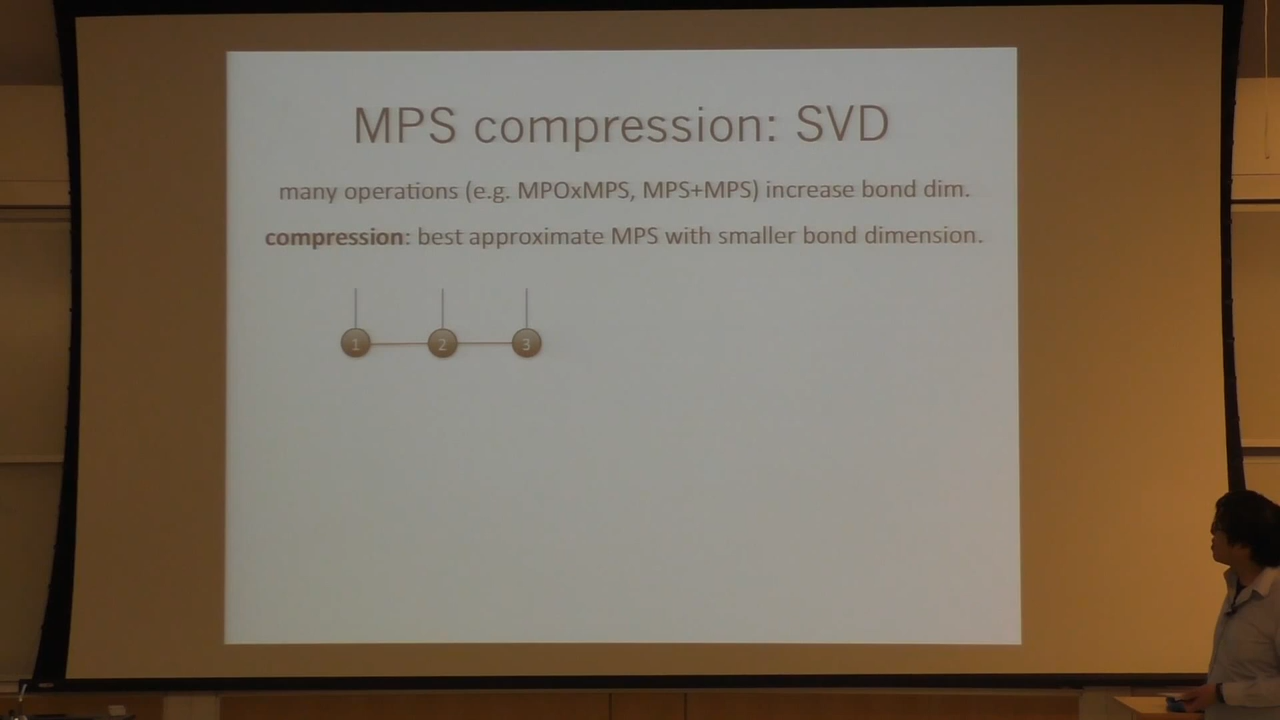 MPS compression: SVD
many operations (e.g. MPOxMPS, MPS+MPS) increase bond dim.
compression: best approximate MPS with smaller bond dimension.
1 2 3